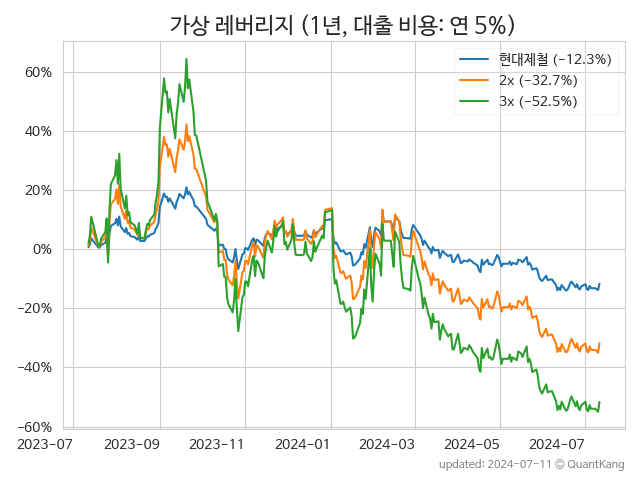 가상 레버리지 (1년, 대출 비용: 연 5%)
현대제철 (-12.3%)
2x (-32.7%)
3x (-52.5%)
60%
40%
20%
0%
-20%
-40%
-60%
2023-07 2023-09 2023-11 2024-01 2024-03 2024-05 2024-07
updated: 2024-07-11 © QuantKang